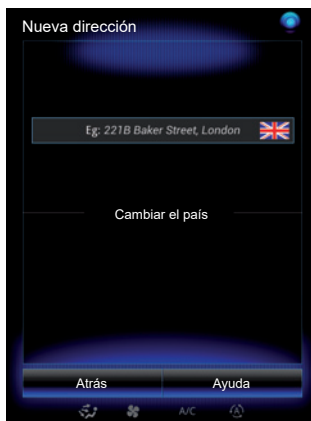 Nueva dirección
Eg: 221B Baker Street, London
Cambiar el país
Atrás
Ayuda
A/C
A